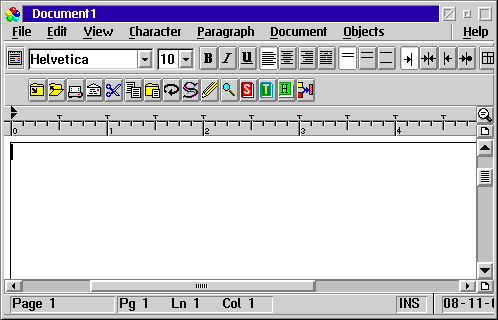 Document1
File Edit View Character Paragraph Document Objects Help
Helvetica 10 B I U
S T H
0 1 2 3 4
Page 1 Pg 1 Ln 1 Col 1 INS 08-11-